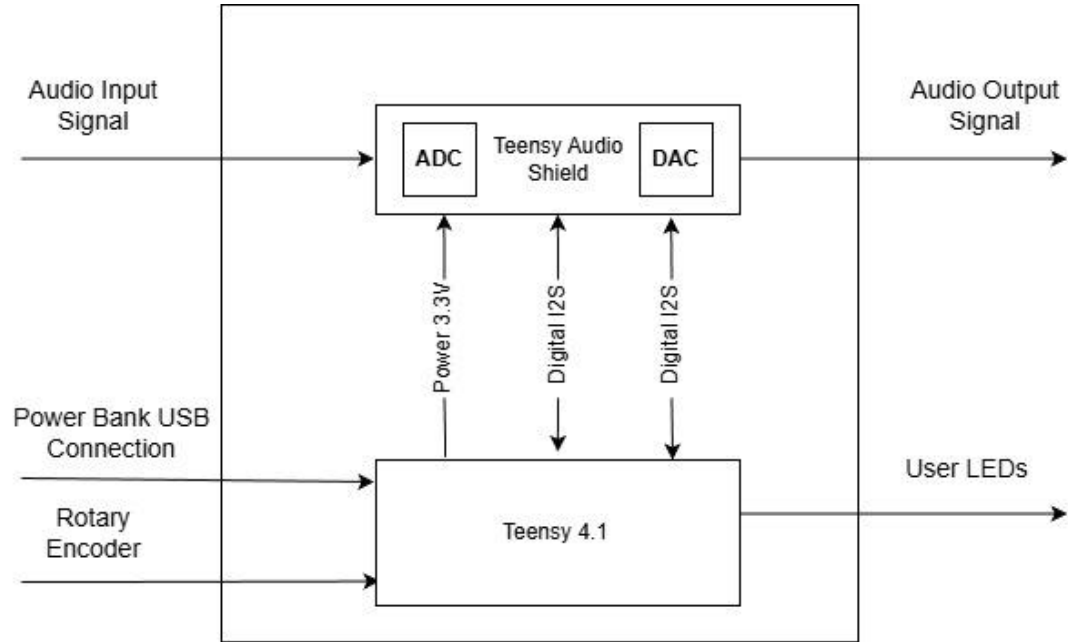 Audio Input
Signal
Audio Output
Signal
ADC
Teensy Audio
Shield
DAC
Power 3.3V
Digital I2S
Digital I2S
Power Bank USB
Connection
User LEDs
Rotary
Encoder
Teensy 4.1